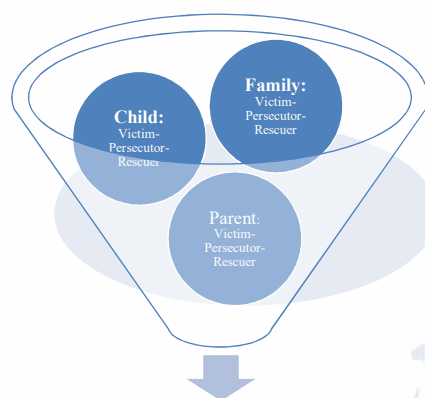 Family:
Victim-
Persecutor-
Rescuer
Child:
Victim-
Persecutor-
Rescuer
Parent:
Victim-
Persecutor-
Rescuer